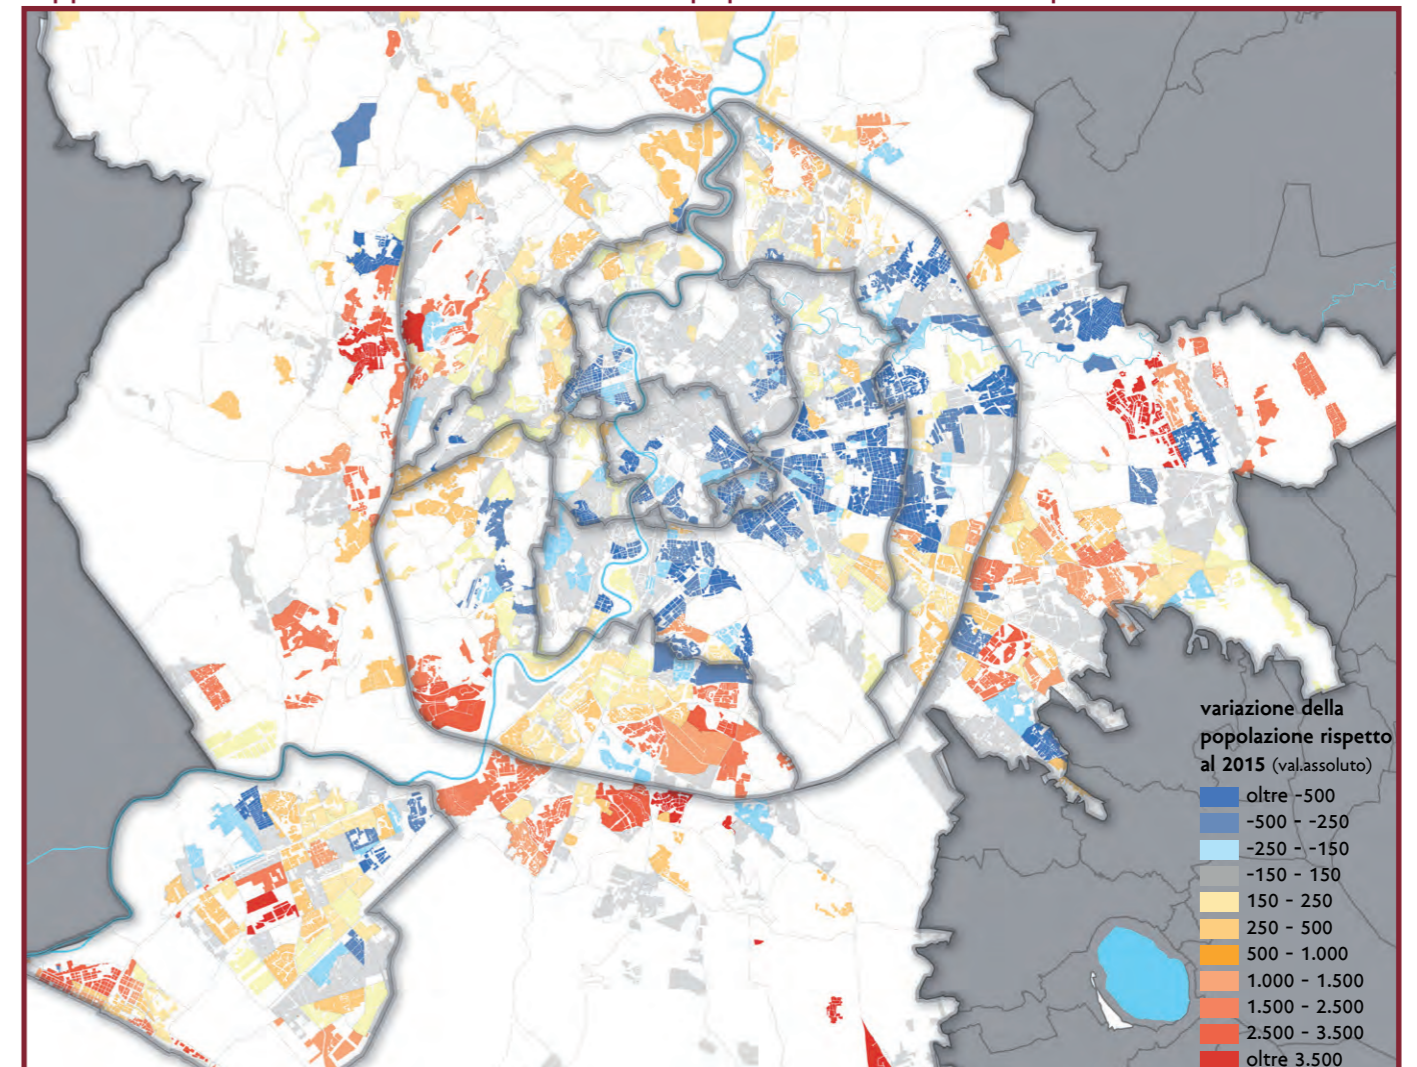 variazione della
popolazione rispetto
al 2015 (val.assoluto)
oltre -500
-500 - -250
-250 - -150
-150 - 150
150 - 250
250 - 500
500 - 1.000
1.000 - 1.500
1.500 - 2.500
2.500 - 3.500
oltre 3.500